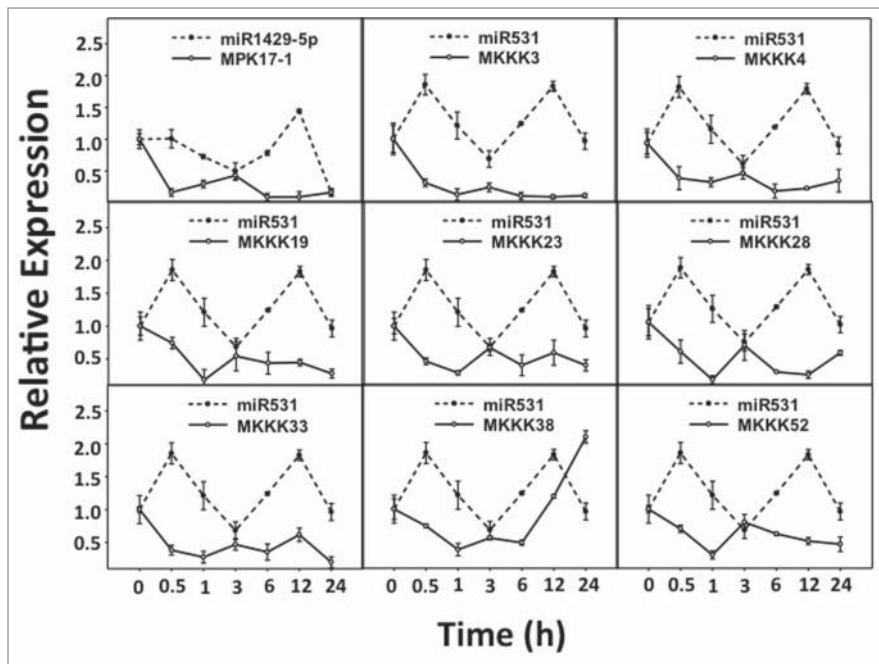 Relative Expression
2.5
2.0
1.5
1.0
0.5
miR1429-5p
MPK17-1
miR531
MKKK3
miR531
MKKK4
2.5
2.0
1.5
1.0
0.5
miR531
MKKK19
miR531
MKKK23
miR531
MKKK28
2.5
2.0
1.5
1.0
0.5
miR531
MKKK33
miR531
MKKK38
miR531
MKKK52
0 0.5 1 3 6 12 24
0 0.5 1 3 6 12 24
0 0.5 1 3 6 12 24
Time (h)